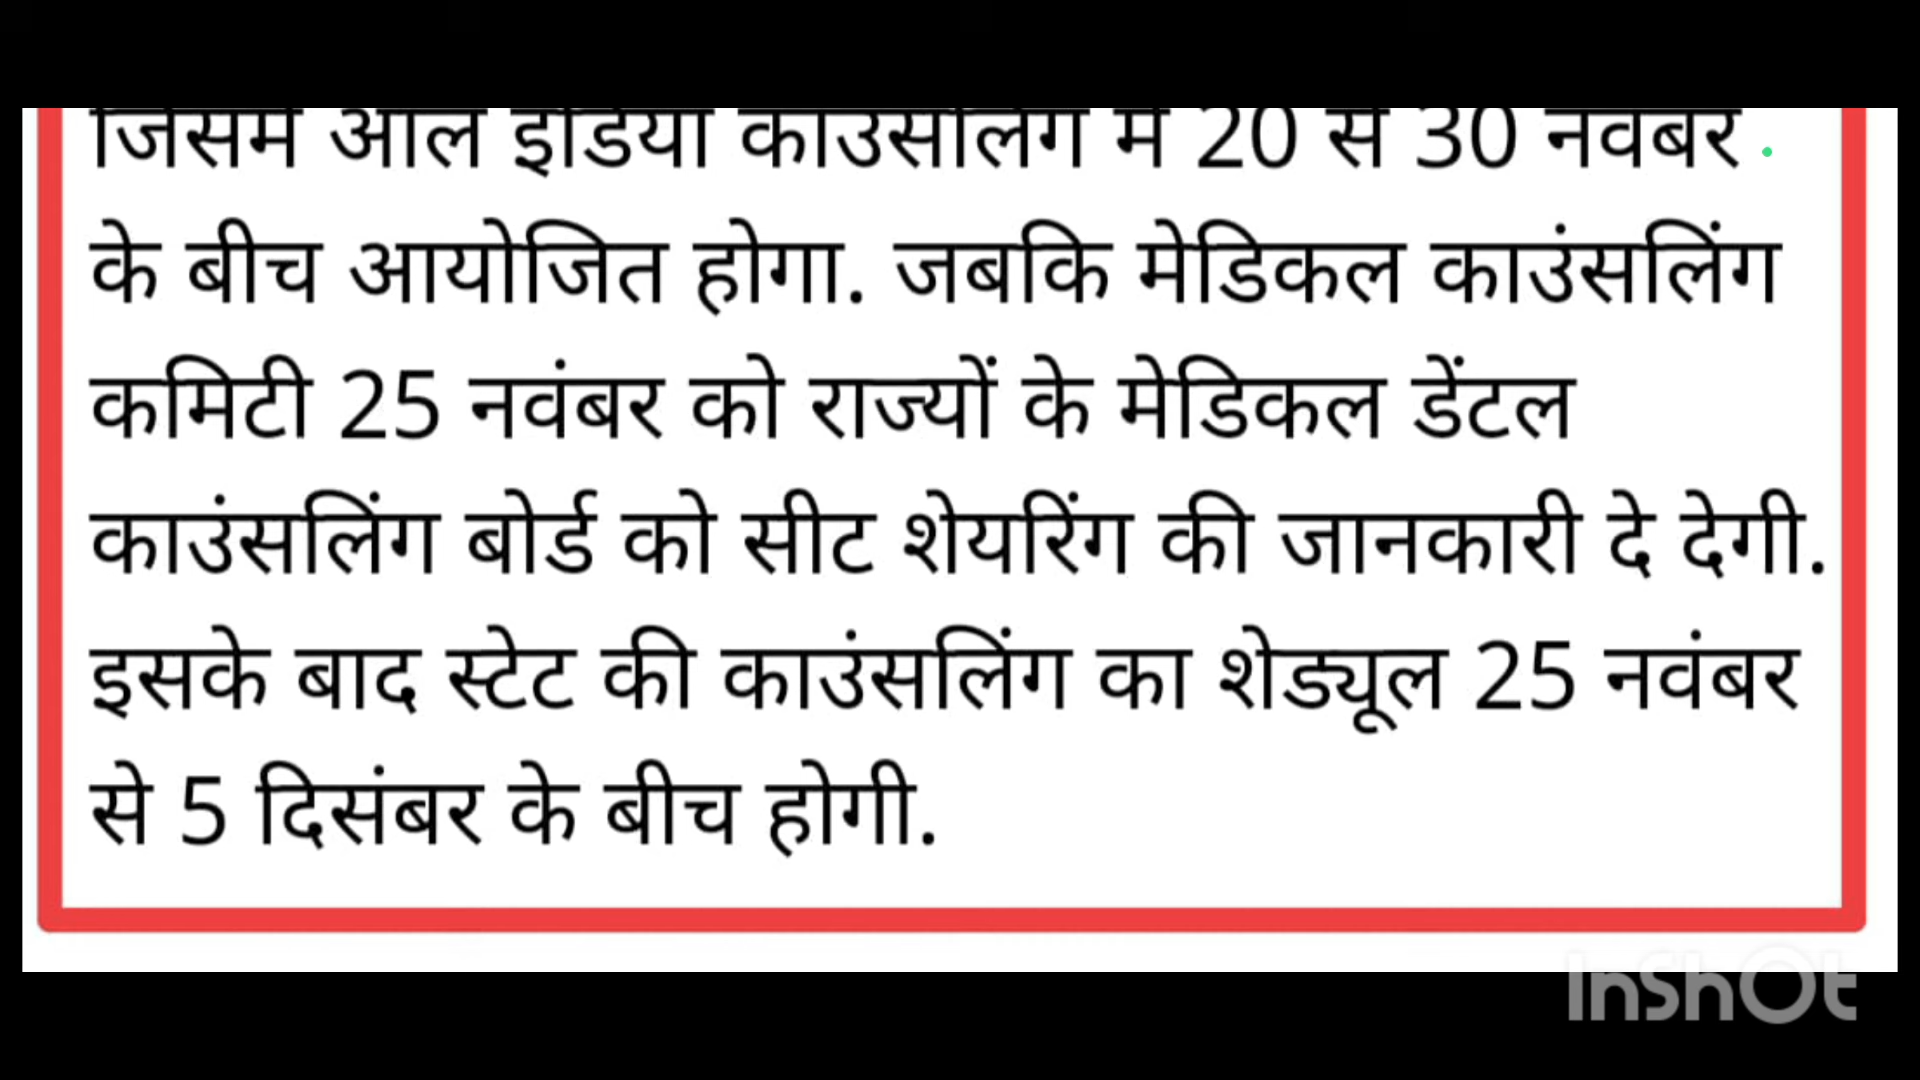 जिसमें आल इंडिया काउंसलिंग में 20 से 30 नवंबर
के बीच आयोजित होगा. जबकि मेडिकल काउंसलिंग
कमिटी 25 नवंबर को राज्यों के मेडिकल डेंटल
काउंसलिंग बोर्ड को सीट शेयरिंग की जानकारी दे देगी.
इसके बाद स्टेट की काउंसलिंग का शेड्यूल 25 नवंबर
से 5 दिसंबर के बीच होगी.
InShOt